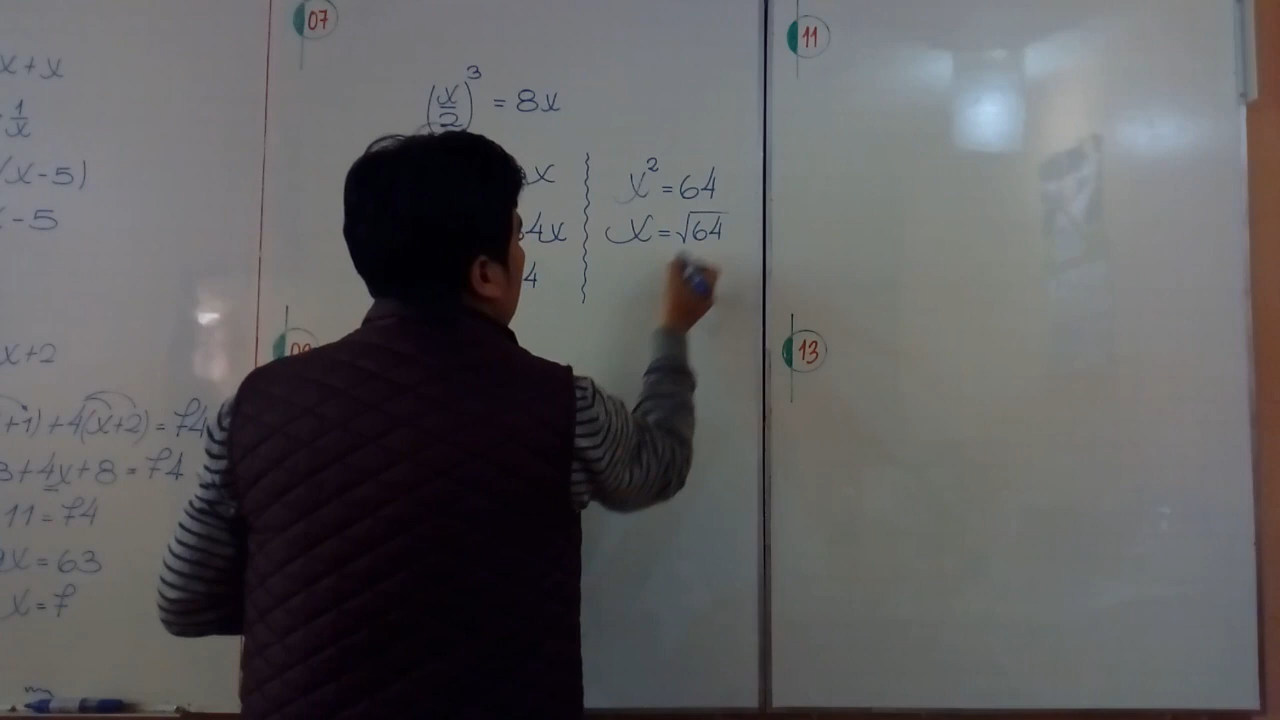 x+x
1/x
(x-5)
-5
x+2
+1)+4(x+2)=74
3+4x+8=74
11=74
x=63
x=7
07
(x/2)³ = 8x
x
4x
4
x²=64
x=√64
11
13